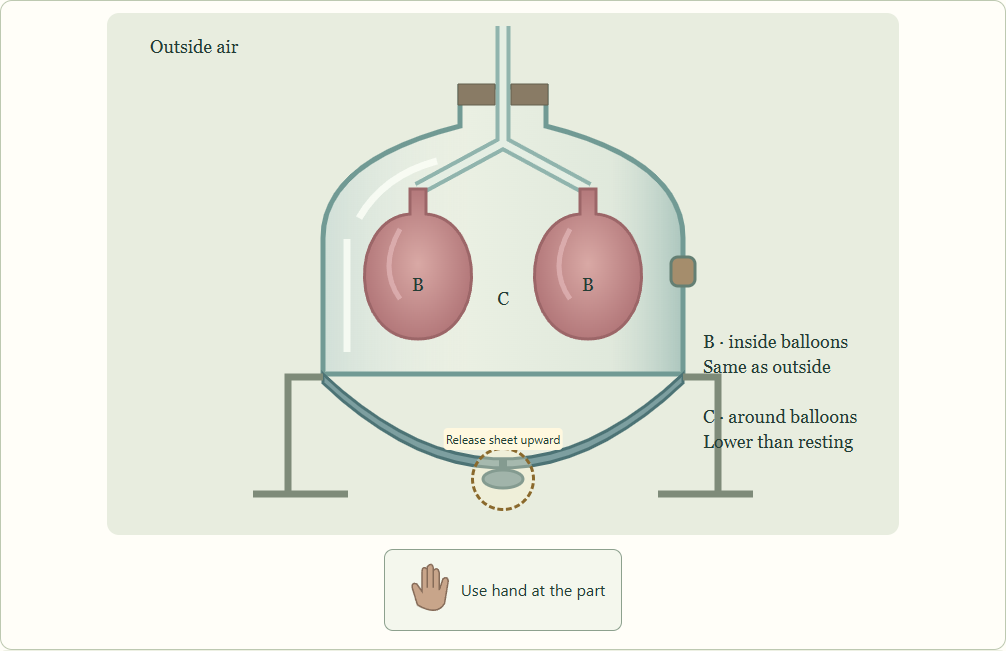 Outside air
B
B
C
B · inside balloons
Same as outside
C · around balloons
Lower than resting
Release sheet upward
Use hand at the part